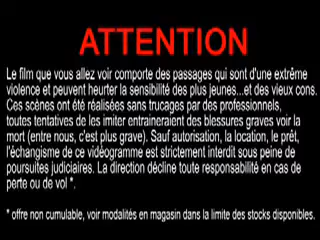 ATTENTION
Le film que vous allez voir comporte des passages qui sont d'une extrême
violence et peuvent heurter la sensibilité des plus jeunes...et des vieux cons.
Ces scènes ont été réalisées sans trucages par des professionnels,
toutes tentatives de les imiter entraineraient des blessures graves voir la
mort (entre nous, c'est plus grave). Sauf autorisation, la location, le prêt,
l'échangisme de ce vidéogramme est strictement interdit sous peine de
poursuites judiciaires. La direction décline toute responsabilité en cas de
perte ou de vol *.
* offre non cumulable, voir modalités en magasin dans la limite des stocks disponibles.